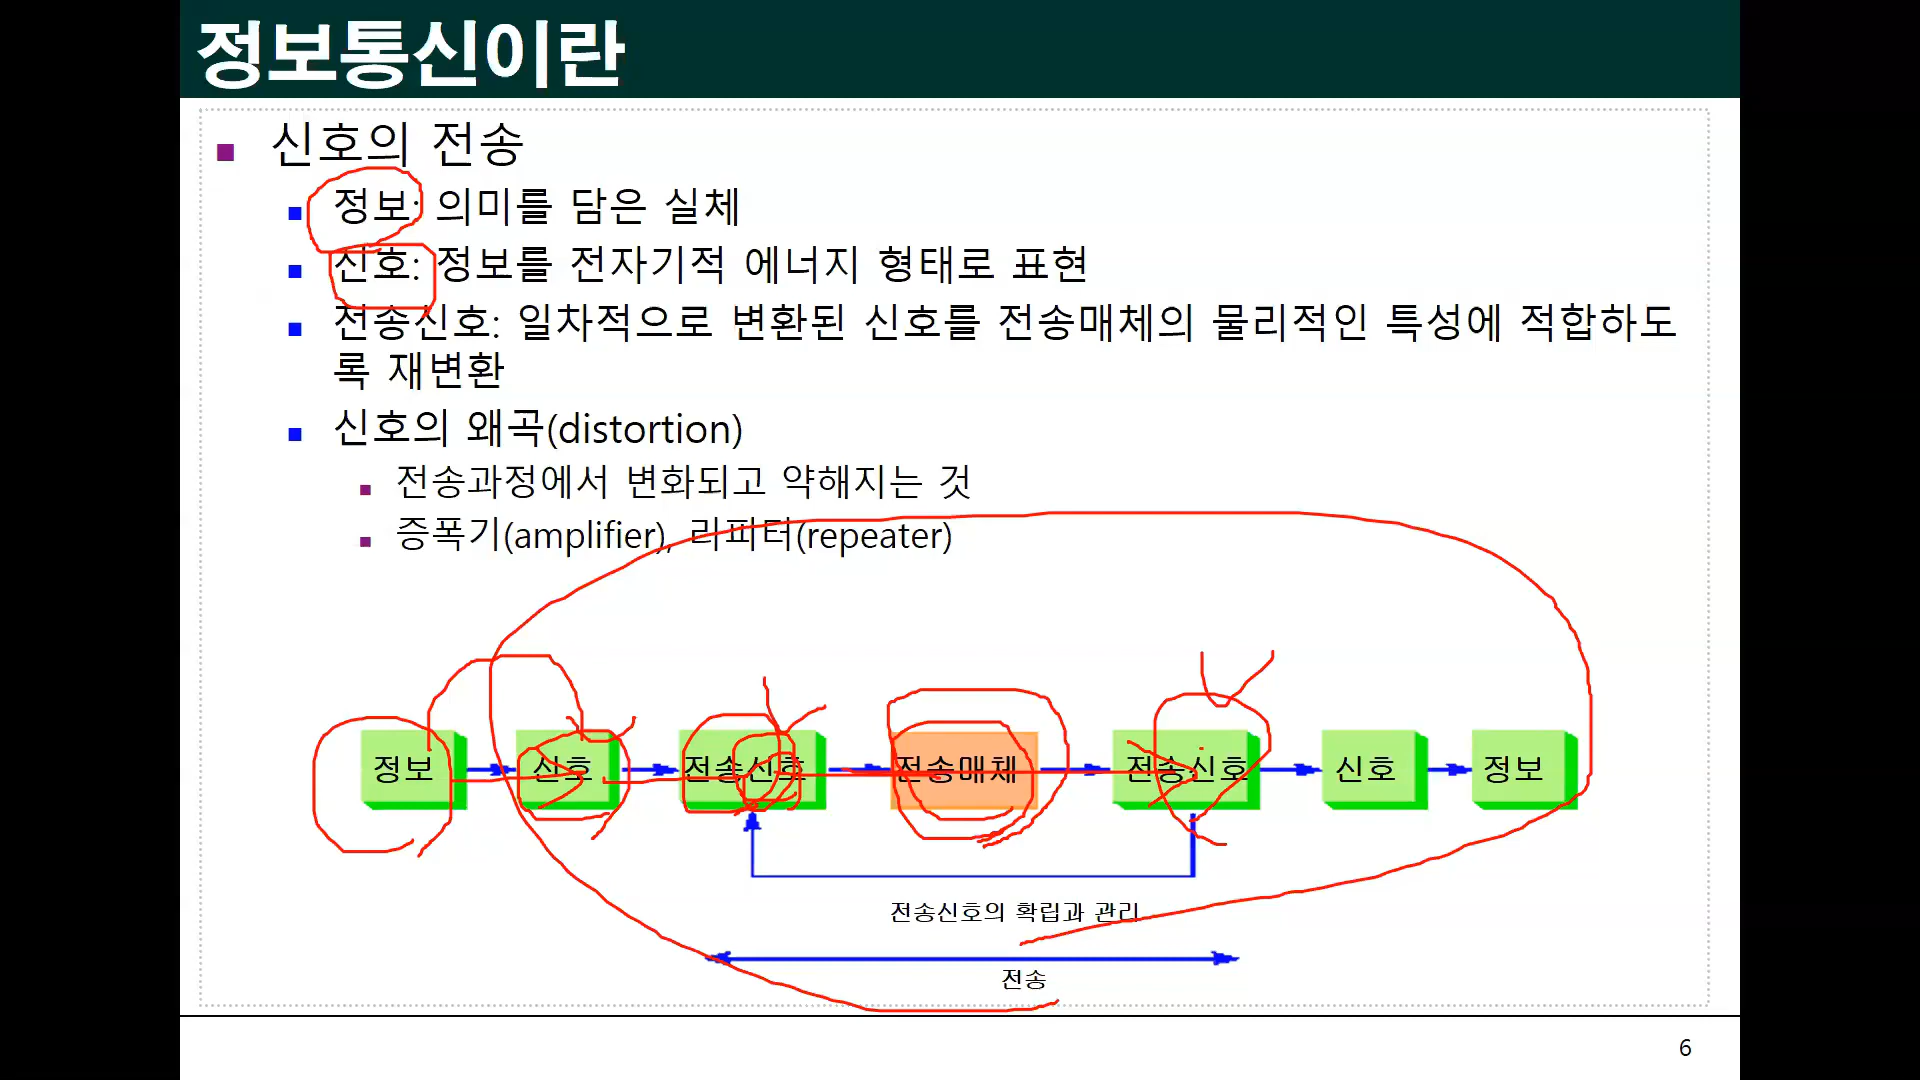 정보통신이란
신호의 전송
정보: 의미를 담은 실체
신호: 정보를 전자기적 에너지 형태로 표현
전송신호: 일차적으로 변환된 신호를 전송매체의 물리적인 특성에 적합하도
록 재변환
신호의 왜곡(distortion)
전송과정에서 변화되고 약해지는 것
증폭기(amplifier), 리피터(repeater)
정보 신호 전송신호 전송매체 전송신호 신호 정보
전송신호의 확립과 관리
전송
6